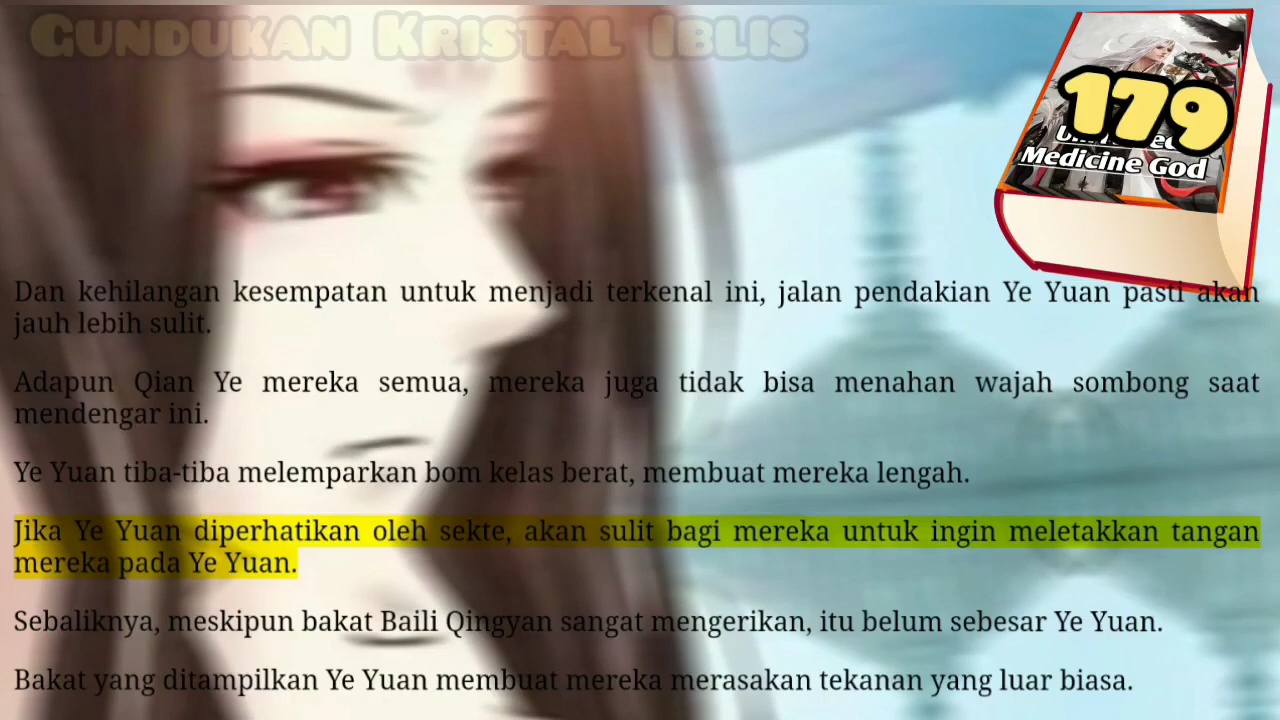 Gundukan Kristal Iblis
179
Medicine God
Dan kehilangan kesempatan untuk menjadi terkenal ini, jalan pendakian Ye Yuan pasti akan
jauh lebih sulit.
Adapun Qian Ye mereka semua, mereka juga tidak bisa menahan wajah sombong saat
mendengar ini.
Ye Yuan tiba-tiba melemparkan bom kelas berat, membuat mereka lengah.
Jika Ye Yuan diperhatikan oleh sekte, akan sulit bagi mereka untuk ingin meletakkan tangan
mereka pada Ye Yuan.
Sebaliknya, meskipun bakat Baili Qingyan sangat mengerikan, itu belum sebesar Ye Yuan.
Bakat yang ditampilkan Ye Yuan membuat mereka merasakan tekanan yang luar biasa.